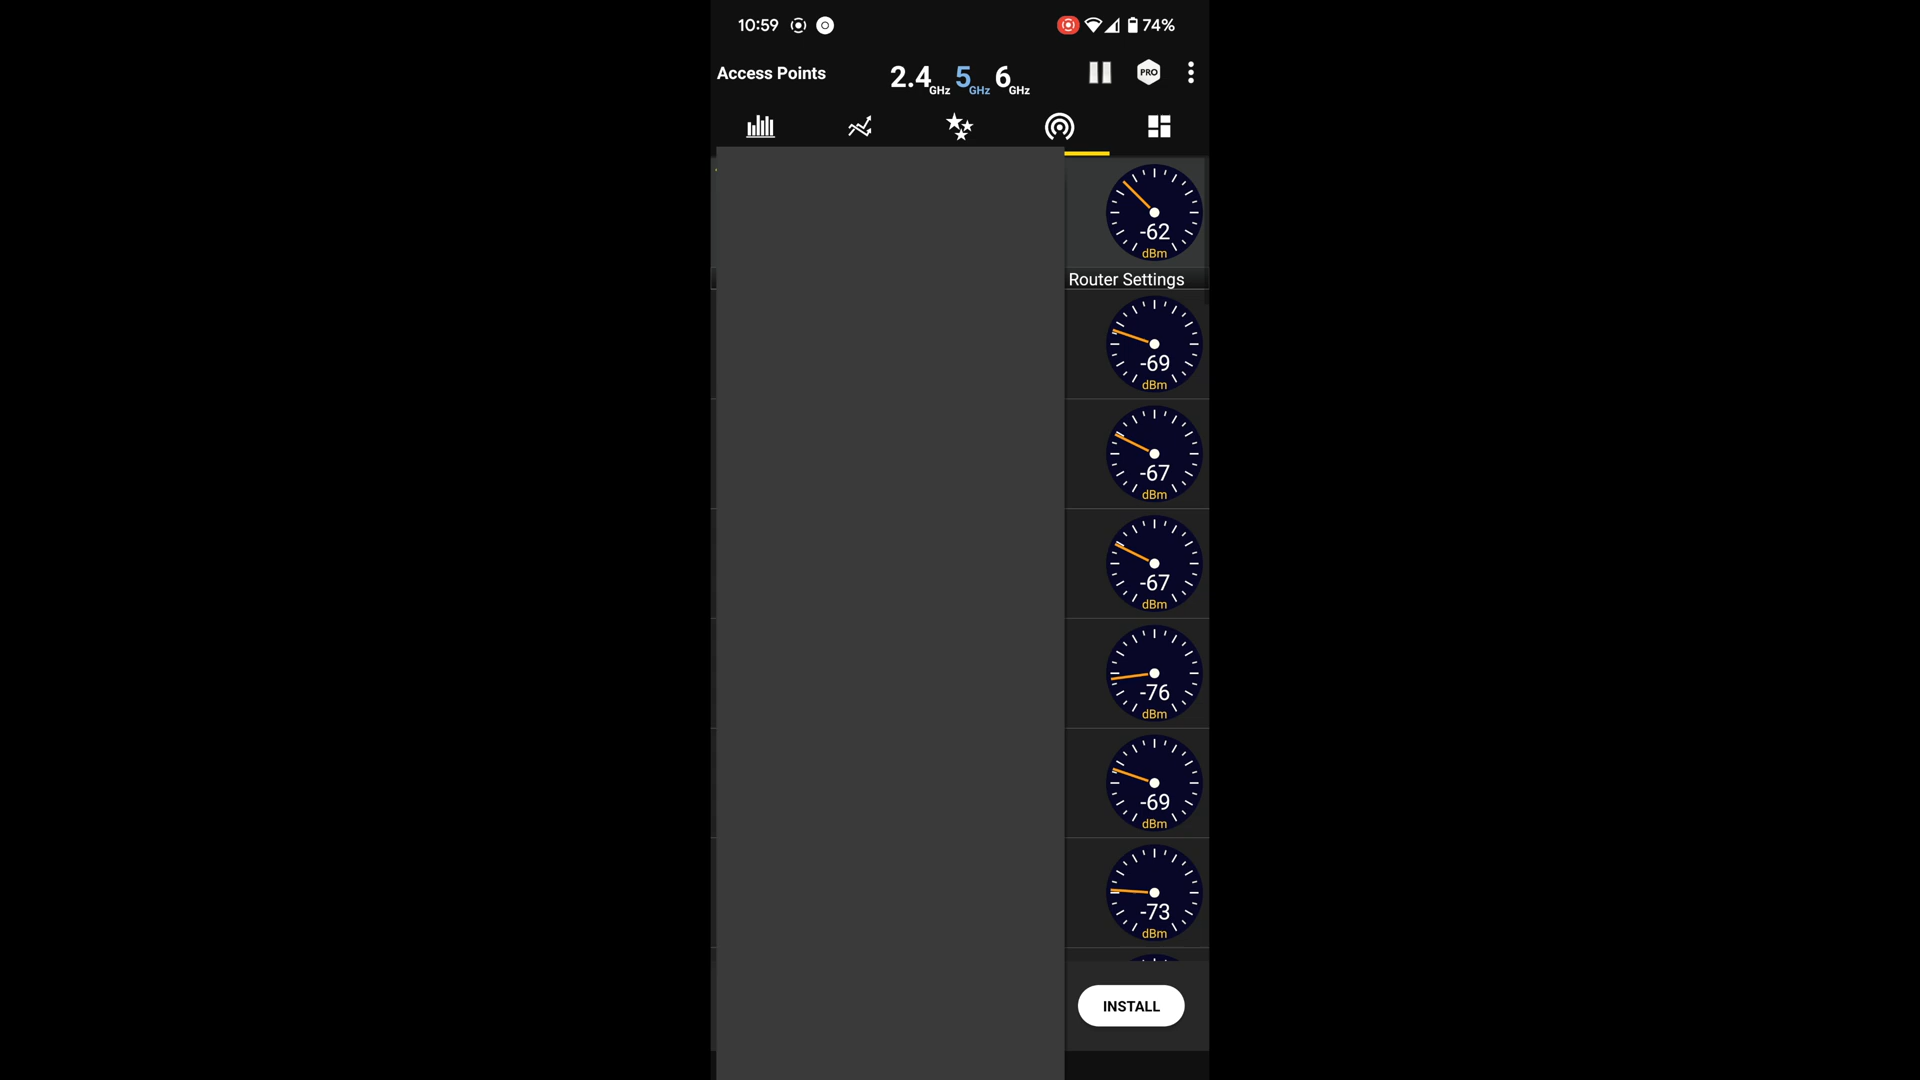 10:59 74%
Access Points 2.4 GHz 5 GHz 6 GHz PRO
-62
dBm
Router Settings
-69
dBm
-67
dBm
-67
dBm
-76
dBm
-69
dBm
-73
dBm
INSTALL